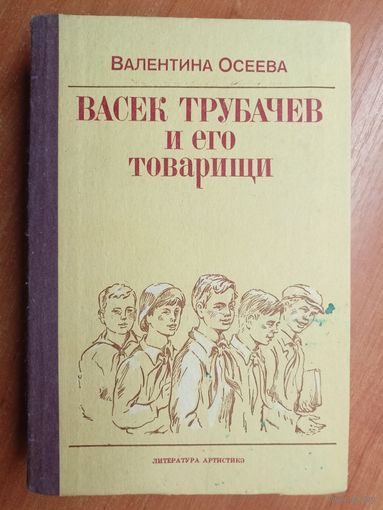 ВАЛЕНТИНА ОСЕЕВА
ВАСЕК ТРУБАЧЕВ
И ЕГО
ТОВАРИЩИ
ЛИТЕРАТУРА АРТИСТИКЭ